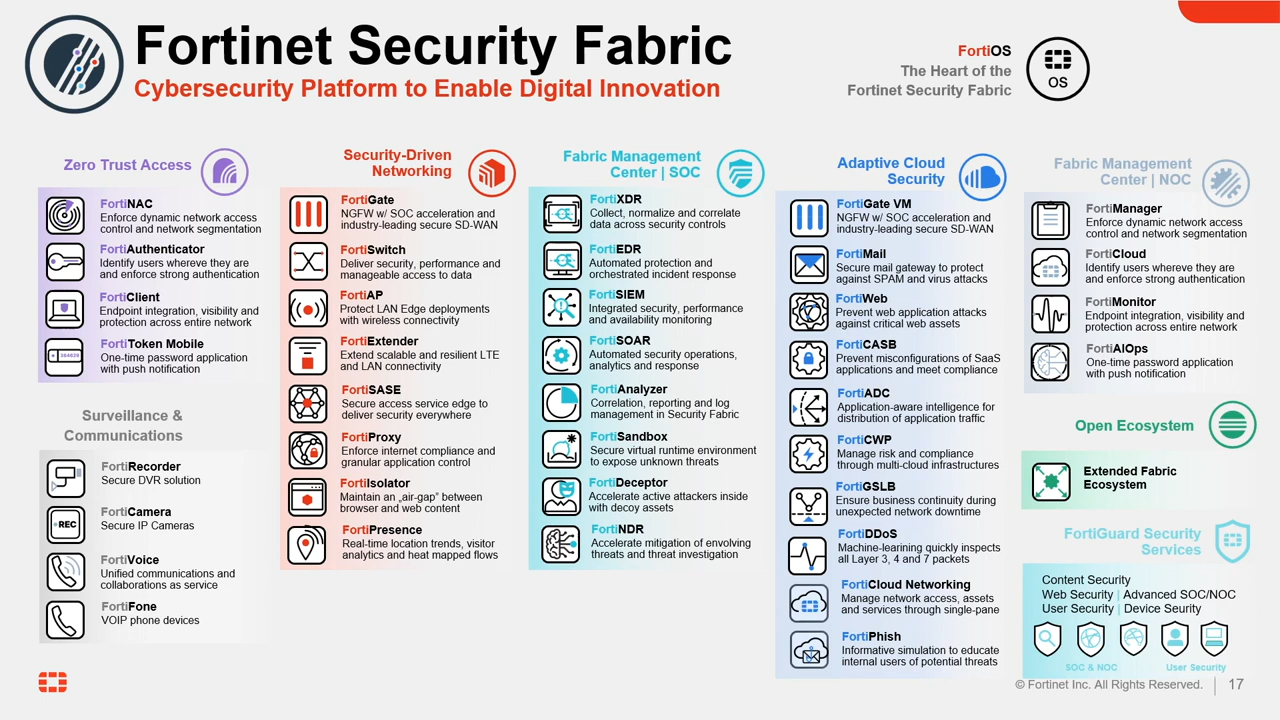 Fortinet Security Fabric
Cybersecurity Platform to Enable Digital Innovation
FortiOS
The Heart of the
Fortinet Security Fabric
OS
Zero Trust Access
FortiNAC
Enforce dynamic network access
control and network segmentation
FortiAuthenticator
Identify users whereve they are
and enforce strong authentication
FortiClient
Endpoint integration, visibility and
protection across entire network
FortiToken Mobile
One-time password application
with push notification
Surveillance &
Communications
FortiRecorder
Secure DVR solution
FortiCamera
Secure IP Cameras
REC
FortiVoice
Unified communications and
collaborations as service
FortiFone
VOIP phone devices
Security-Driven
Networking
FortiGate
NGFW w/ SOC acceleration and
industry-leading secure SD-WAN
FortiSwitch
Deliver security, performance and
manageable access to data
FortiAP
Protect LAN Edge deployments
with wireless connectivity
FortiExtender
Extend scalable and resilient LTE
and LAN connectivity
FortiSASE
Secure access service edge to
deliver security everywhere
FortiProxy
Enforce internet compliance and
granular application control
FortiIsolator
Maintain an „air-gap” between
browser and web content
FortiPresence
Real-time location trends, visitor
analytics and heat mapped flows
Fabric Management
Center | SOC
FortiXDR
Collect, normalize and correlate
data across security controls
FortiEDR
Automated protection and
orchestrated incident response
FortiSIEM
Integrated security, performance
and availability monitoring
FortiSOAR
Automated security operations,
analytics and response
FortiAnalyzer
Correlation, reporting and log
management in Security Fabric
FortiSandbox
Secure virtual runtime environment
to expose unknown threats
FortiDeceptor
Accelerate active attackers inside
with decoy assets
FortiNDR
Accelerate mitigation of envolving
threats and threat investigation
Adaptive Cloud
Security
FortiGate VM
NGFW w/ SOC acceleration and
industry-leading secure SD-WAN
FortiMail
Secure mail gateway to protect
against SPAM and virus attacks
FortiWeb
Prevent web application attacks
against critical web assets
FortiCASB
Prevent misconfigurations of SaaS
applications and meet compliance
FortiADC
Application-aware intelligence for
distribution of application traffic
FortiCWP
Manage risk and compliance
through multi-cloud infrastructures
FortiGSLB
Ensure business continuity during
unexpected network downtime
FortiDDoS
Machine-learining quickly inspects
all Layer 3, 4 and 7 packets
FortiCloud Networking
Manage network access, assets
and services through single-pane
FortiPhish
Informative simulation to educate
internal users of potential threats
Fabric Management
Center | NOC
FortiManager
Enforce dynamic network access
control and network segmentation
FortiCloud
Identify users whereve they are
and enforce strong authentication
FortiMonitor
Endpoint integration, visibility and
protection across entire network
FortiAIOps
One-time password application
with push notification
Open Ecosystem
Extended Fabric
Ecosystem
FortiGuard Security
Services
Content Security
Web Security | Advanced SOC/NOC
User Security | Device Seurity
SOC & NOC
User Security
© Fortinet Inc. All Rights Reserved.
17